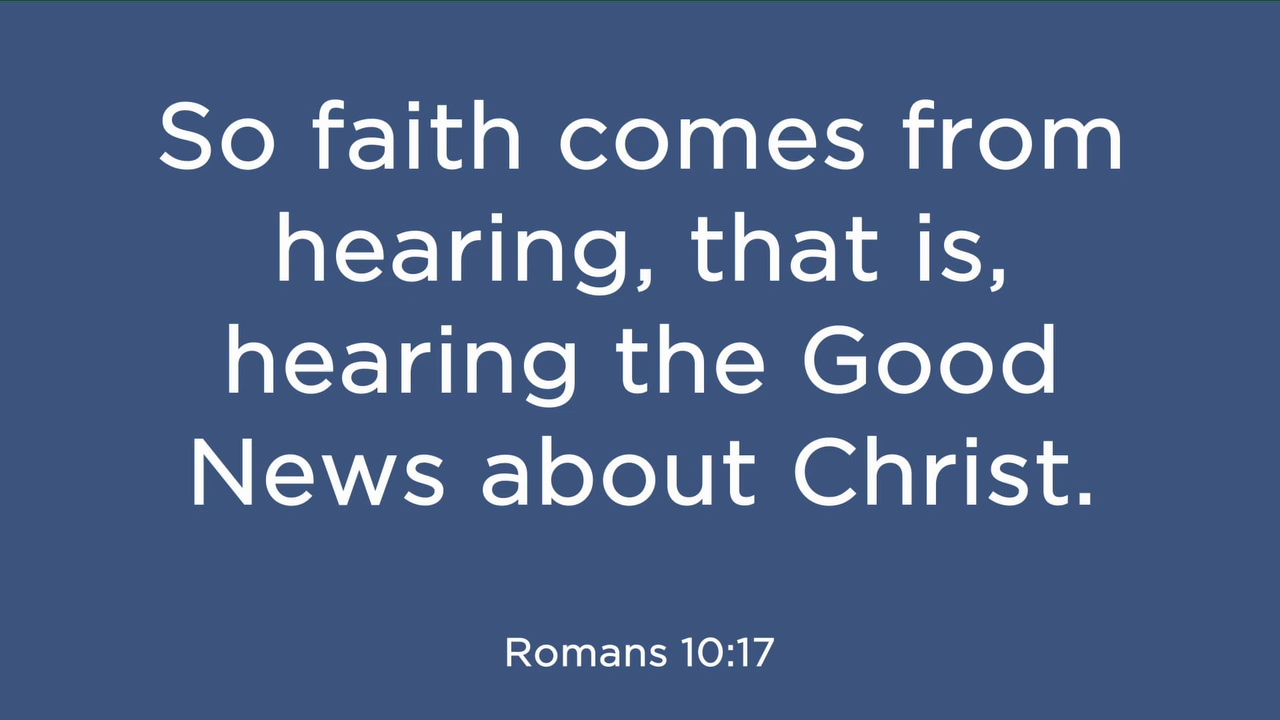 So faith comes from
hearing, that is,
hearing the Good
News about Christ.
Romans 10:17